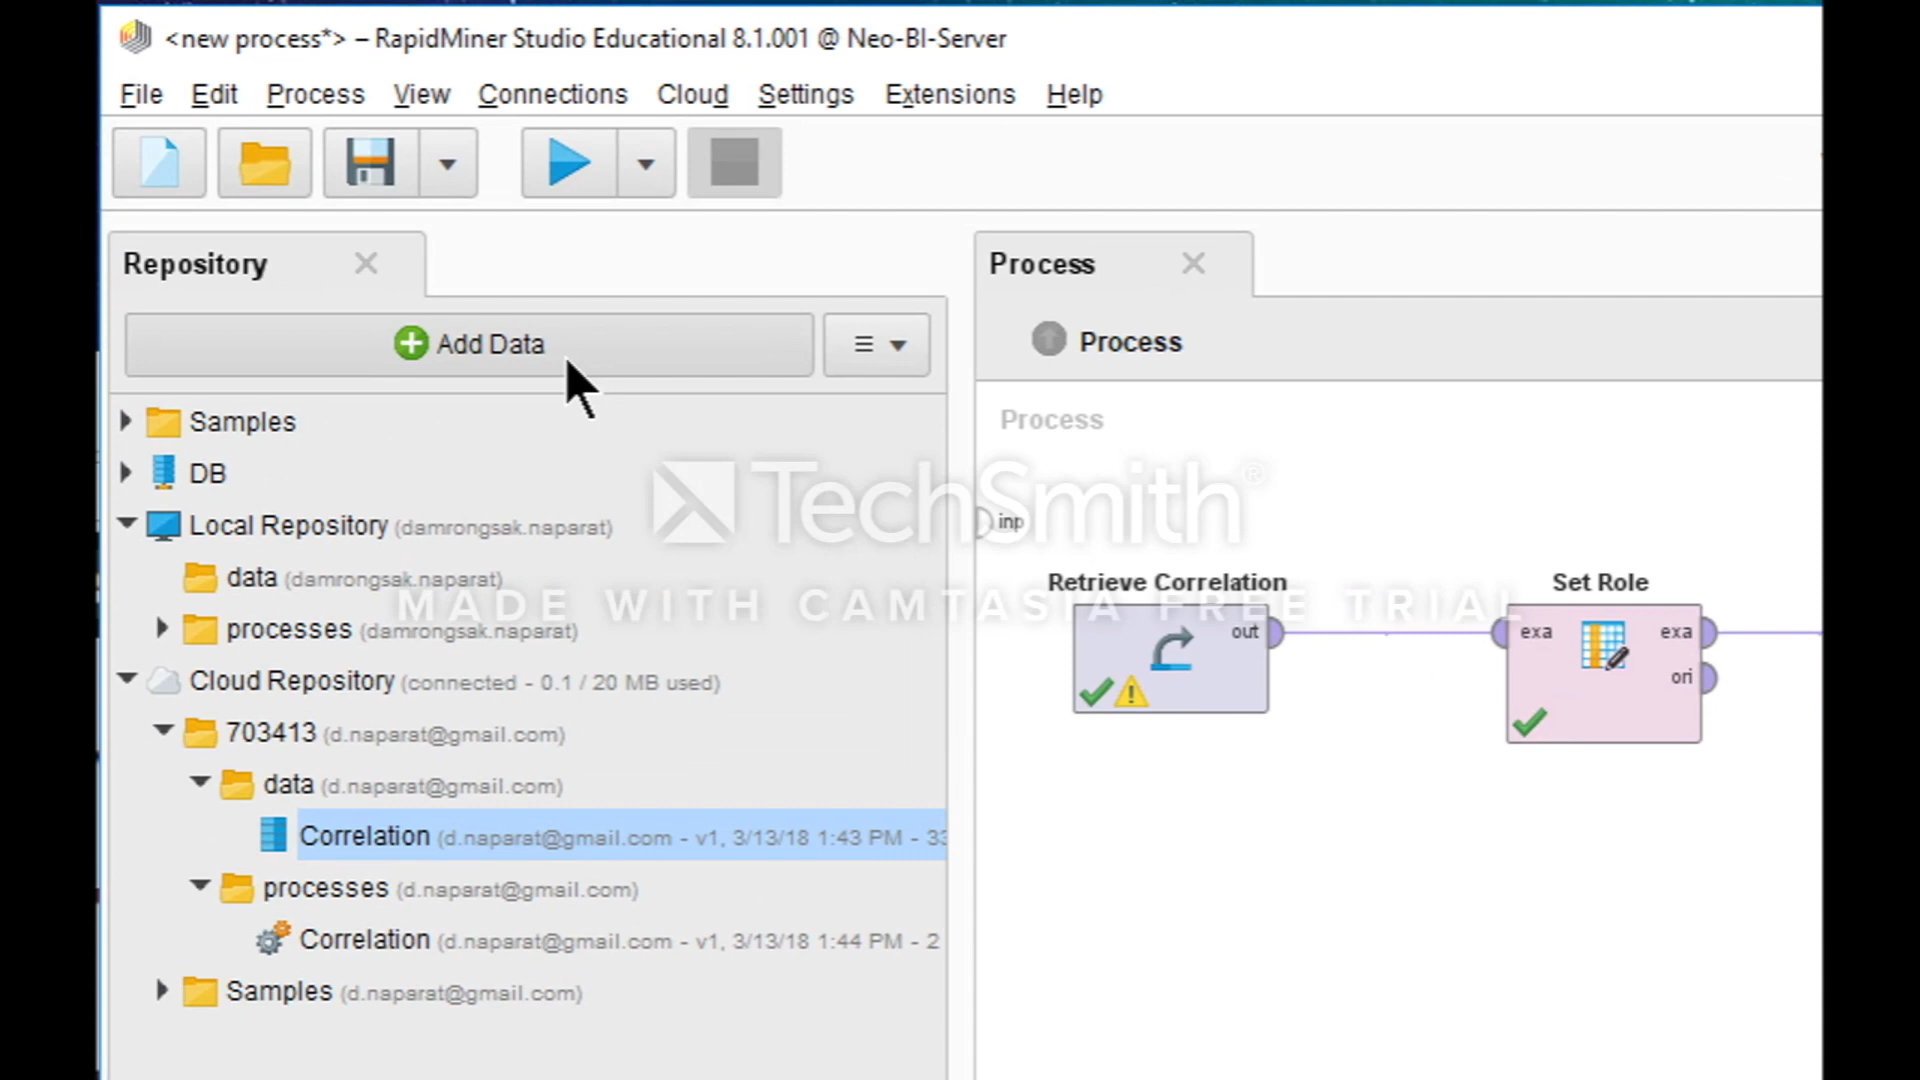 <new process*> – RapidMiner Studio Educational 8.1.001 @ Neo-BI-Server
File Edit Process View Connections Cloud Settings Extensions Help
Repository
Add Data
Samples
DB
Local Repository (damrongsak.naparat)
data (damrongsak.naparat)
processes (damrongsak.naparat)
Cloud Repository (connected - 0.1 / 20 MB used)
703413 (d.naparat@gmail.com)
data (d.naparat@gmail.com)
Correlation (d.naparat@gmail.com - v1, 3/13/18 1:43 PM - 33
processes (d.naparat@gmail.com)
Correlation (d.naparat@gmail.com - v1, 3/13/18 1:44 PM - 2
Samples (d.naparat@gmail.com)
Process
Process
Process
inp
Retrieve Correlation
out
Set Role
exa exa
ori
TechSmith®
MADE WITH CAMTASIA FREE TRIAL